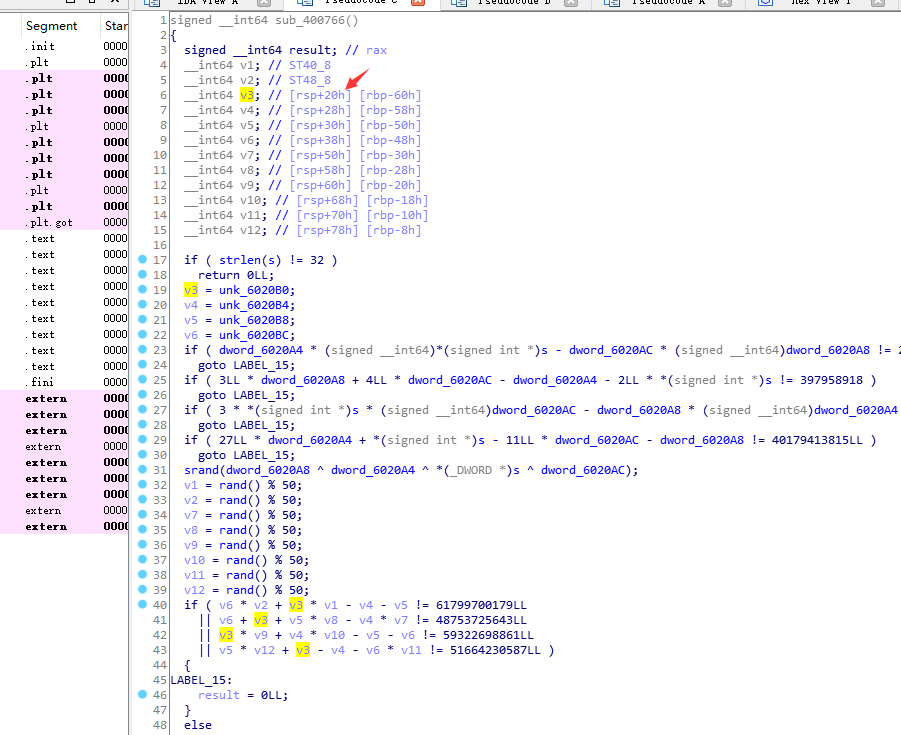 IDA View A
Pseudocode C
Pseudocode D
Pseudocode A
Hex View 1
Segment Star
.init 0000
.plt 0000
.plt 0000
.plt 0000
.plt 0000
.plt 0000
.plt 0000
.plt 0000
.plt 0000
.plt 0000
.plt 0000
.plt.got 0000
.text 0000
.text 0000
.text 0000
.text 0000
.text 0000
.text 0000
.text 0000
.text 0000
.text 0000
.fini 0000
extern 0000
extern 0000
extern 0000
extern 0000
extern 0000
extern 0000
extern 0000
extern 0000
extern 0000
1 signed __int64 sub_400766()
2 {
3 signed __int64 result; // rax
4 __int64 v1; // ST40_8
5 __int64 v2; // ST48_8
6 __int64 v3; // [rsp+20h] [rbp-60h]
7 __int64 v4; // [rsp+28h] [rbp-58h]
8 __int64 v5; // [rsp+30h] [rbp-50h]
9 __int64 v6; // [rsp+38h] [rbp-48h]
10 __int64 v7; // [rsp+50h] [rbp-30h]
11 __int64 v8; // [rsp+58h] [rbp-28h]
12 __int64 v9; // [rsp+60h] [rbp-20h]
13 __int64 v10; // [rsp+68h] [rbp-18h]
14 __int64 v11; // [rsp+70h] [rbp-10h]
15 __int64 v12; // [rsp+78h] [rbp-8h]
16
17 if ( strlen(s) != 32 )
18 return 0LL;
19 v3 = unk_6020B0;
20 v4 = unk_6020B4;
21 v5 = unk_6020B8;
22 v6 = unk_6020BC;
23 if ( dword_6020A4 * (signed __int64)*(signed int *)s - dword_6020AC * (signed __int64)dword_6020A8 != 2
24 goto LABEL_15;
25 if ( 3LL * dword_6020A8 + 4LL * dword_6020AC - dword_6020A4 - 2LL * *(signed int *)s != 397958918 )
26 goto LABEL_15;
27 if ( 3 * *(signed int *)s * (signed __int64)dword_6020AC - dword_6020A8 * (signed __int64)dword_6020A4
28 goto LABEL_15;
29 if ( 27LL * dword_6020A4 + *(signed int *)s - 11LL * dword_6020AC - dword_6020A8 != 40179413815LL )
30 goto LABEL_15;
31 srand(dword_6020A8 ^ dword_6020A4 ^ *(_DWORD *)s ^ dword_6020AC);
32 v1 = rand() % 50;
33 v2 = rand() % 50;
34 v7 = rand() % 50;
35 v8 = rand() % 50;
36 v9 = rand() % 50;
37 v10 = rand() % 50;
38 v11 = rand() % 50;
39 v12 = rand() % 50;
40 if ( v6 * v2 + v3 * v1 - v4 - v5 != 61799700179LL
41 || v6 + v3 + v5 * v8 - v4 * v7 != 48753725643LL
42 || v3 * v9 + v4 * v10 - v5 - v6 != 59322698861LL
43 || v5 * v12 + v3 - v4 - v6 * v11 != 51664230587LL )
44 {
45 LABEL_15:
46 result = 0LL;
47 }
48 else